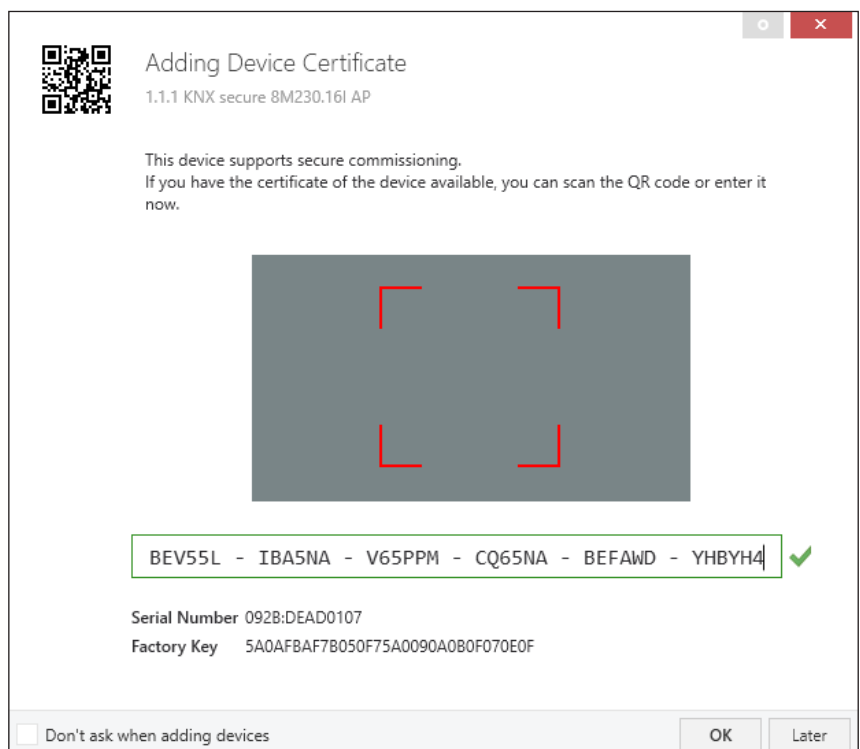 Adding Device Certificate
1.1.1 KNX secure 8M230.16I AP
This device supports secure commissioning.
If you have the certificate of the device available, you can scan the QR code or enter it
now.
BEV55L - IBA5NA - V65PPM - CQ65NA - BEFAWD - YHBYH4
Serial Number 092B:DEAD0107
Factory Key 5A0AFBAF7B050F75A0090A0B0F070E0F
Don't ask when adding devices
OK
Later